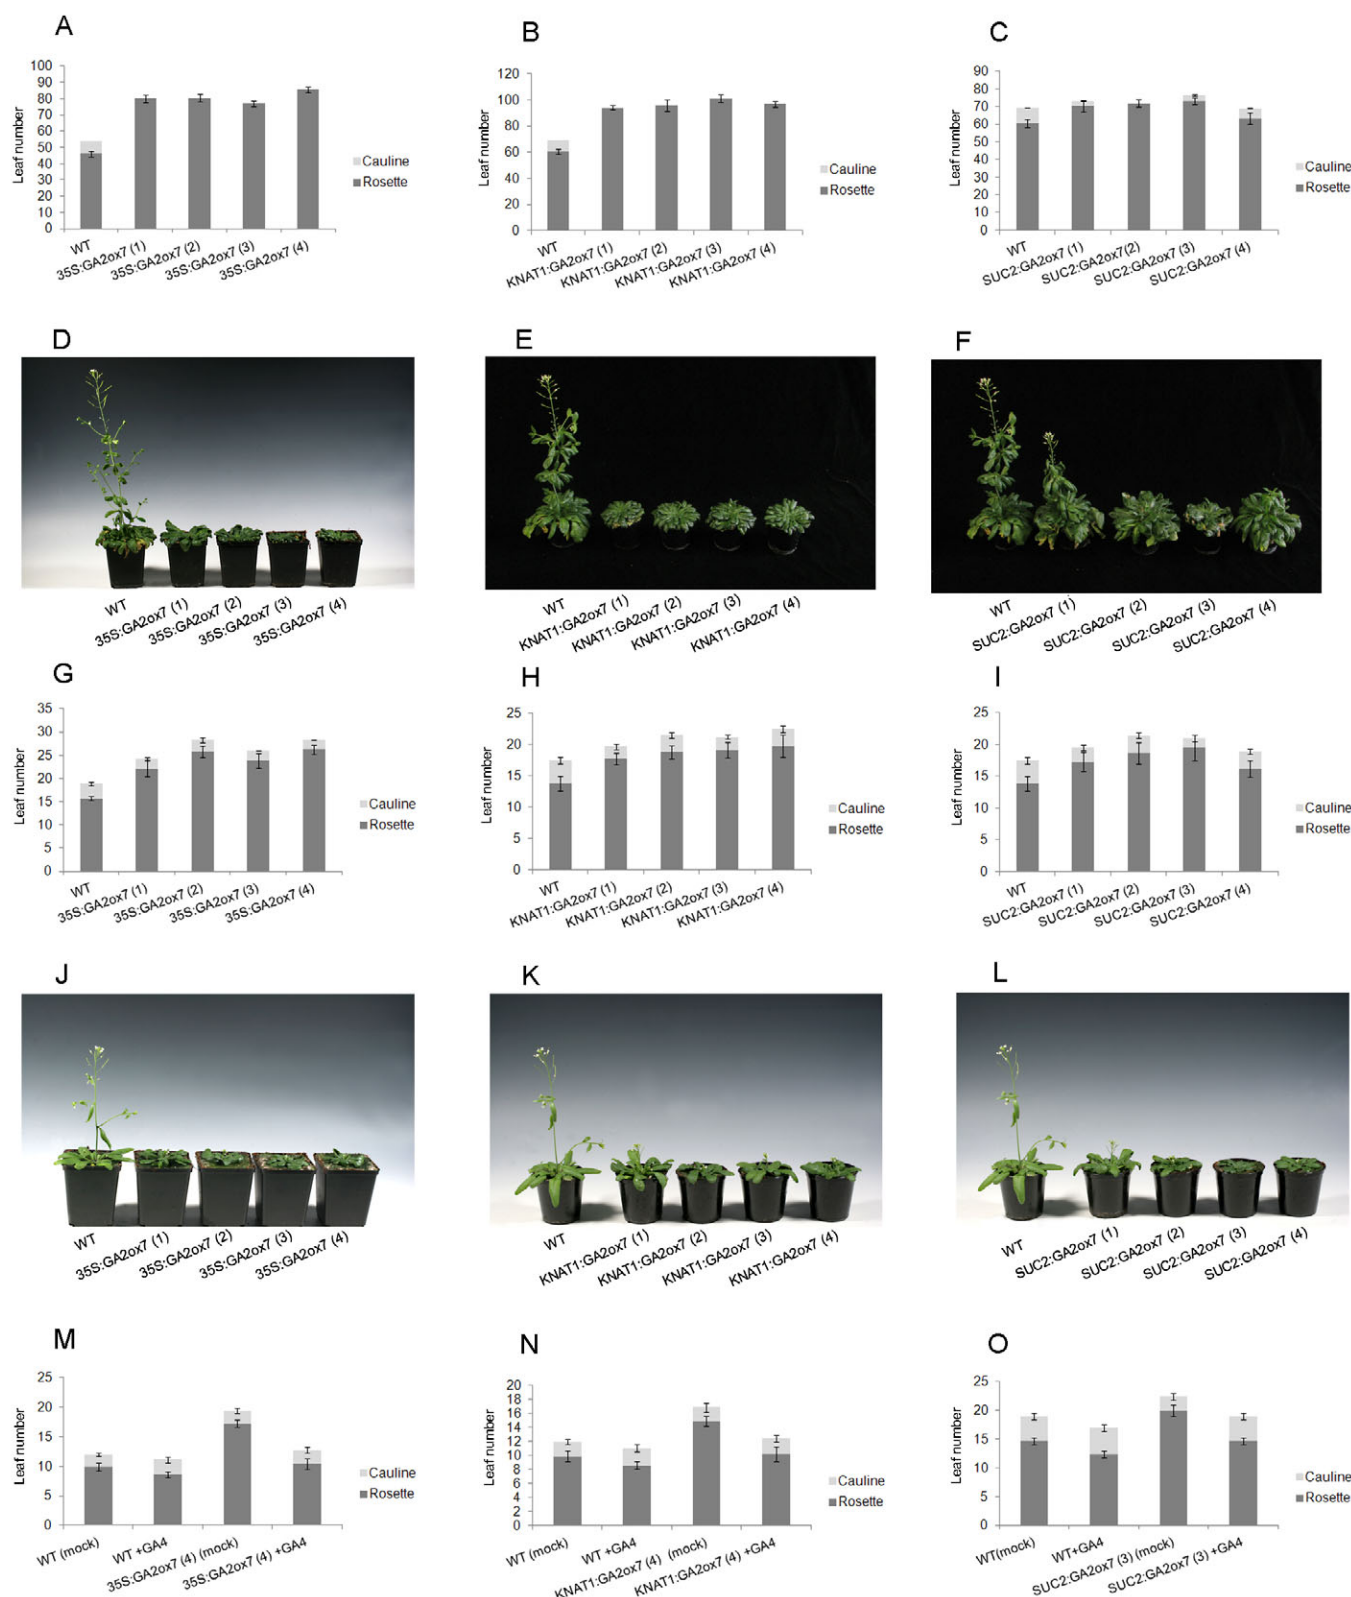 A
B
C
Leaf number
100
90
80
70
60
50
40
30
20
10
0
Cauline
Rosette
WT
35S:GA2ox7 (1)
35S:GA2ox7 (2)
35S:GA2ox7 (3)
35S:GA2ox7 (4)
Leaf number
120
100
80
60
40
20
0
Cauline
Rosette
WT
KNAT1:GA2ox7 (1)
KNAT1:GA2ox7 (2)
KNAT1:GA2ox7 (3)
KNAT1:GA2ox7 (4)
Leaf number
90
80
70
60
50
40
30
20
10
0
Cauline
Rosette
WT
SUC2:GA2ox7 (1)
SUC2:GA2ox7(2)
SUC2:GA2ox7 (3)
SUC2:GA2ox7 (4)
D
E
F
WT
35S:GA2ox7 (1)
35S:GA2ox7 (2)
35S:GA2ox7 (3)
35S:GA2ox7 (4)
WT
KNAT1:GA2ox7 (1)
KNAT1:GA2ox7 (2)
KNAT1:GA2ox7 (3)
KNAT1:GA2ox7 (4)
WT
SUC2:GA2ox7 (1)
SUC2:GA2ox7 (2)
SUC2:GA2ox7 (3)
SUC2:GA2ox7 (4)
G
H
I
Leaf number
35
30
25
20
15
10
5
0
Cauline
Rosette
WT
35S:GA2ox7 (1)
35S:GA2ox7 (2)
35S:GA2ox7 (3)
35S:GA2ox7 (4)
Leaf number
25
20
15
10
5
0
Cauline
Rosette
WT
KNAT1:GA2ox7 (1)
KNAT1:GA2ox7 (2)
KNAT1:GA2ox7 (3)
KNAT1:GA2ox7 (4)
Leaf number
25
20
15
10
5
0
Cauline
Rosette
WT
SUC2:GA2ox7 (1)
SUC2:GA2ox7 (2)
SUC2:GA2ox7 (3)
SUC2:GA2ox7 (4)
J
K
L
WT
35S:GA2ox7 (1)
35S:GA2ox7 (2)
35S:GA2ox7 (3)
35S:GA2ox7 (4)
WT
KNAT1:GA2ox7 (1)
KNAT1:GA2ox7 (2)
KNAT1:GA2ox7 (3)
KNAT1:GA2ox7 (4)
WT
SUC2:GA2ox7 (1)
SUC2:GA2ox7 (2)
SUC2:GA2ox7 (3)
SUC2:GA2ox7 (4)
M
N
O
Leaf number
25
20
15
10
5
0
Cauline
Rosette
WT (mock)
WT +GA4
35S:GA2ox7 (4) (mock)
35S:GA2ox7 (4) +GA4
Leaf number
20
18
16
14
12
10
8
6
4
2
0
Cauline
Rosette
WT (mock)
WT +GA4
KNAT1:GA2ox7 (4) (mock)
KNAT1:GA2ox7 (4) +GA4
Leaf number
25
20
15
10
5
0
Cauline
Rosette
WT(mock)
WT+GA4
SUC2:GA2ox7 (3) (mock)
SUC2:GA2ox7 (3) +GA4